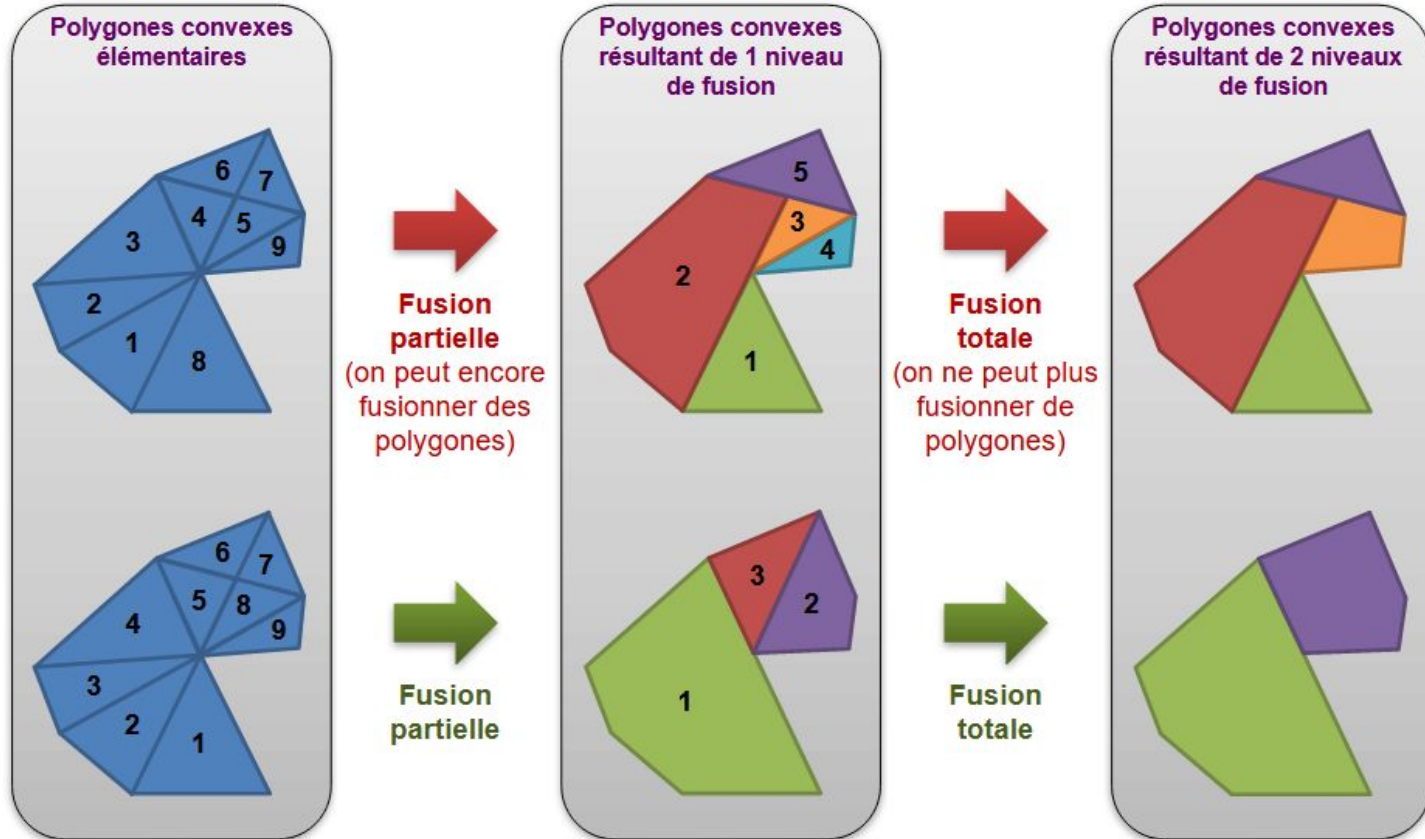 Polygones convexes
élémentaires
6
7
4
5
3
9
2
1
8
6
7
5
8
4
9
3
2
1
Fusion
partielle
(on peut encore
fusionner des
polygones)
Fusion
partielle
Polygones convexes
résultant de 1 niveau
de fusion
5
3
4
2
1
3
2
1
Fusion
totale
(on ne peut plus
fusionner de
polygones)
Fusion
totale
Polygones convexes
résultant de 2 niveaux
de fusion